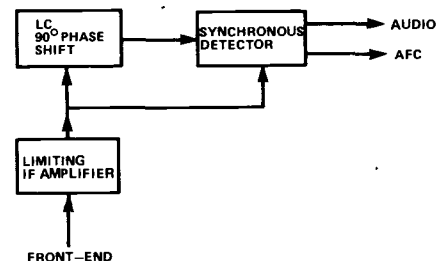 LC
90° PHASE
SHIFT
SYNCHRONOUS
DETECTOR
AUDIO
AFC
LIMITING
IF AMPLIFIER
FRONT-END